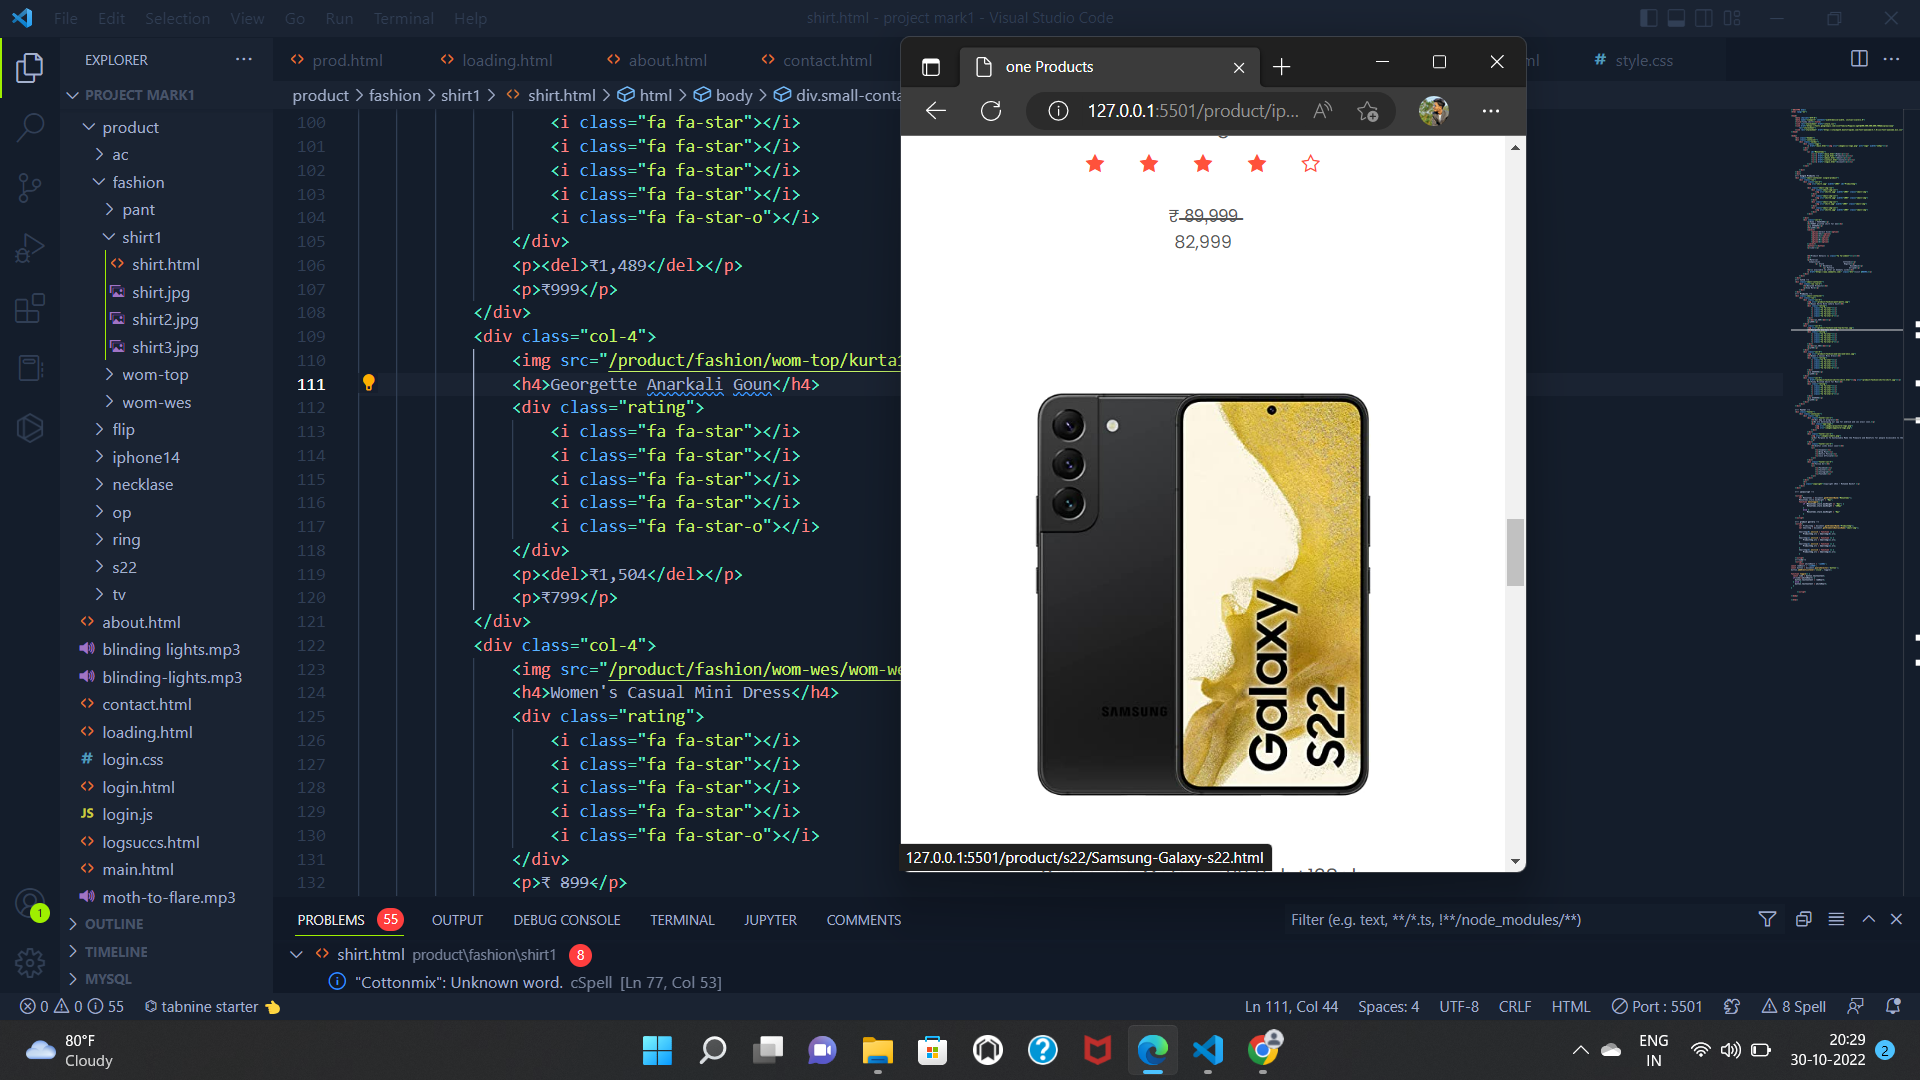 File Edit Selection View Go Run Terminal Help
shirt.html - project mark1 - Visual Studio Code
EXPLORER
PROJECT MARK1
product
ac
fashion
pant
shirt1
shirt.html
shirt.jpg
shirt2.jpg
shirt3.jpg
wom-top
wom-wes
flip
iphone14
necklase
op
ring
s22
tv
about.html
blinding lights.mp3
blinding-lights.mp3
contact.html
loading.html
login.css
login.html
JS login.js
logsuccs.html
main.html
moth-to-flare.mp3
OUTLINE
TIMELINE
MYSQL
prod.html loading.html about.html contact.html
# style.css
product > fashion > shirt1 > shirt.html > html > body > div.small-conta
100 <i class="fa fa-star"></i>
101 <i class="fa fa-star"></i>
102 <i class="fa fa-star"></i>
103 <i class="fa fa-star"></i>
104 <i class="fa fa-star-o"></i>
105 </div>
106 <p><del>₹1,489</del></p>
107 <p>₹999</p>
108 </div>
109 <div class="col-4">
110 <img src="/product/fashion/wom-top/kurta1
111 <h4>Georgette Anarkali Goun</h4>
112 <div class="rating">
113 <i class="fa fa-star"></i>
114 <i class="fa fa-star"></i>
115 <i class="fa fa-star"></i>
116 <i class="fa fa-star"></i>
117 <i class="fa fa-star-o"></i>
118 </div>
119 <p><del>₹1,504</del></p>
120 <p>₹799</p>
121 </div>
122 <div class="col-4">
123 <img src="/product/fashion/wom-wes/wom-we
124 <h4>Women's Casual Mini Dress</h4>
125 <div class="rating">
126 <i class="fa fa-star"></i>
127 <i class="fa fa-star"></i>
128 <i class="fa fa-star"></i>
129 <i class="fa fa-star"></i>
130 <i class="fa fa-star-o"></i>
131 </div>
132 <p>₹ 899</p>
one Products
127.0.0.1:5501/product/ip...
₹ 89,999
82,999
SAMSUNG
Galaxy
S22
127.0.0.1:5501/product/s22/Samsung-Galaxy-s22.html
PROBLEMS 55 OUTPUT DEBUG CONSOLE TERMINAL JUPYTER COMMENTS
Filter (e.g. text, **/*.ts, !**/node_modules/**)
shirt.html product\fashion\shirt1 8
"Cottonmix": Unknown word. cSpell [Ln 77, Col 53]
1
0 0 55 tabnine starter
Ln 111, Col 44 Spaces: 4 UTF-8 CRLF HTML Port : 5501 8 Spell
80°F
Cloudy
ENG
IN
20:29
30-10-2022
2